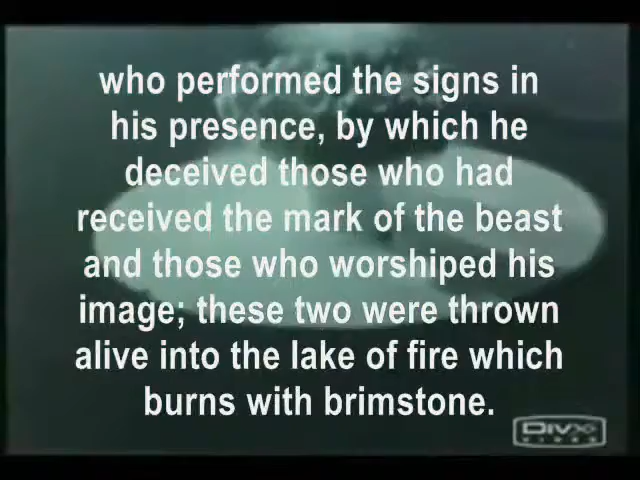 who performed the signs in
his presence, by which he
deceived those who had
received the mark of the beast
and those who worshiped his
image; these two were thrown
alive into the lake of fire which
burns with brimstone.
DivX
VIDEO